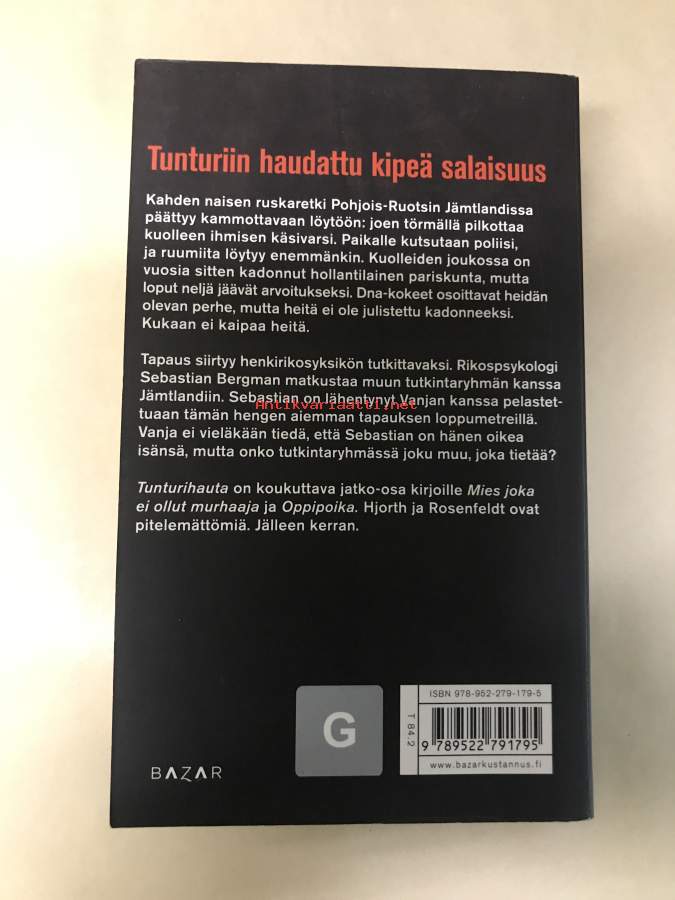 Tunturiin haudattu kipeä salaisuus
Kahden naisen ruskaretki Pohjois-Ruotsin Jämtlandissa
päättyy kammottavaan löytöön: joen törmällä pilkottaa
kuolleen ihmisen käsivarsi. Paikalle kutsutaan poliisi,
ja ruumiita löytyy enemmänkin. Kuolleiden joukossa on
vuosia sitten kadonnut hollantilainen pariskunta, mutta
loput neljä jäävät arvoitukseksi. Dna-kokeet osoittavat heidän
olevan perhe, mutta heitä ei ole julistettu kadonneeksi.
Kukaan ei kaipaa heitä.
Tapaus siirtyy henkirikosyksikön tutkittavaksi. Rikospsykologi
Sebastian Bergman matkustaa muun tutkintaryhmän kanssa
Jämtlandiin. Sebastian on lähentynyt Vanjan kanssa pelastet-
Antikvariaatti.net
tuaan tämän hengen aiemman tapauksen loppumetreillä.
Vanja ei vieläkään tiedä, että Sebastian on hänen oikea
isänsä, mutta onko tutkintaryhmässä joku muu, joka tietää?
Tunturihauta on koukuttava jatko-osa kirjoille Mies joka
ei ollut murhaaja ja Oppipoika. Hjorth ja Rosenfeldt ovat
pitelemättömiä. Jälleen kerran.
BAZAR
G
T 84.2
ISBN 978-952-279-179-5
9 789522 791795
www.bazarkustannus.fi